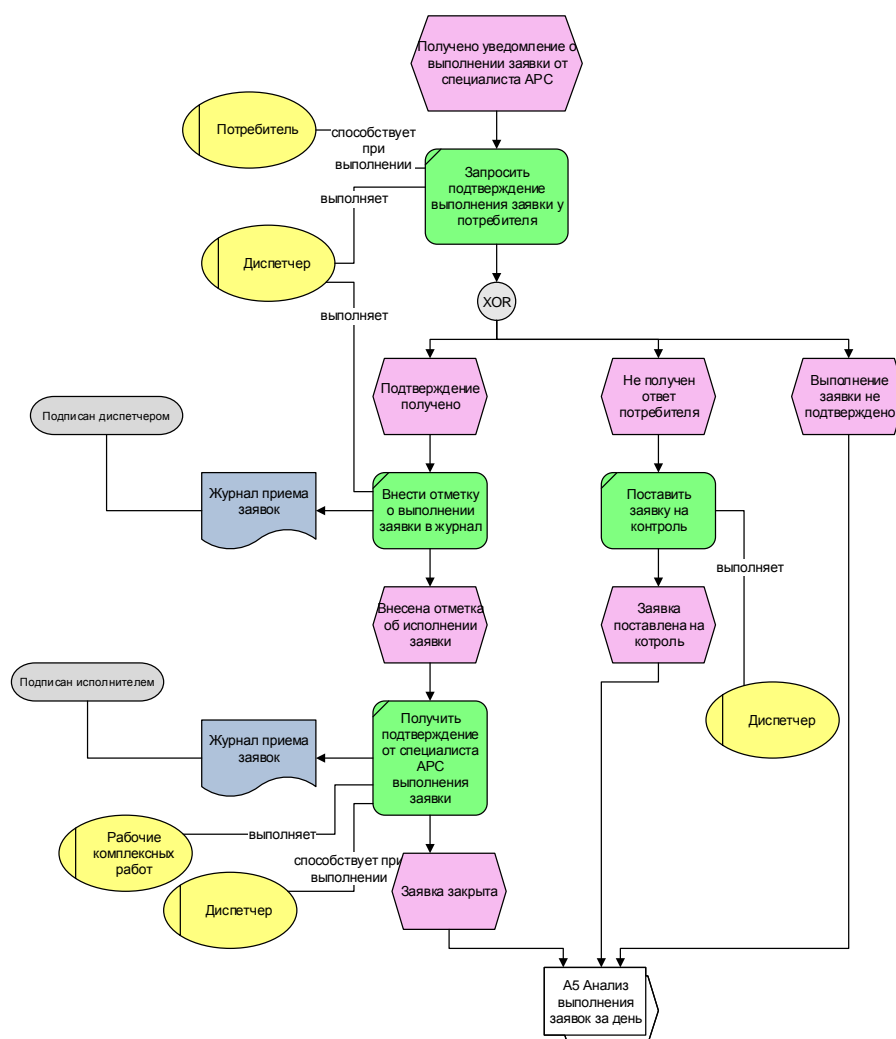 Получено уведомление о
выполнении заявки от
специалиста АРС
Потребитель
способствует
при
выполнении
Запросить
подтверждение
выполнения заявки у
потребителя
выполняет
Диспетчер
XOR
выполняет
Подтверждение
получено
Не получен
ответ
потребителя
Выполнение
заявки не
подтверждено
Подписан диспетчером
Журнал приема
заявок
Внести отметку
о выполнении
заявки в журнал
Поставить
заявку на
контроль
выполняет
Внесена отметка
об исполнении
заявки
Заявка
поставлена на
котроль
Подписан исполнителем
Журнал приема
заявок
Получить
подтверждение
от специалиста
АРС
выполнения
заявки
Диспетчер
Рабочие
комплексных
работ
выполняет
способствует при
выполнении
Диспетчер
Заявка закрыта
А5 Анализ
выполнения
заявок за день